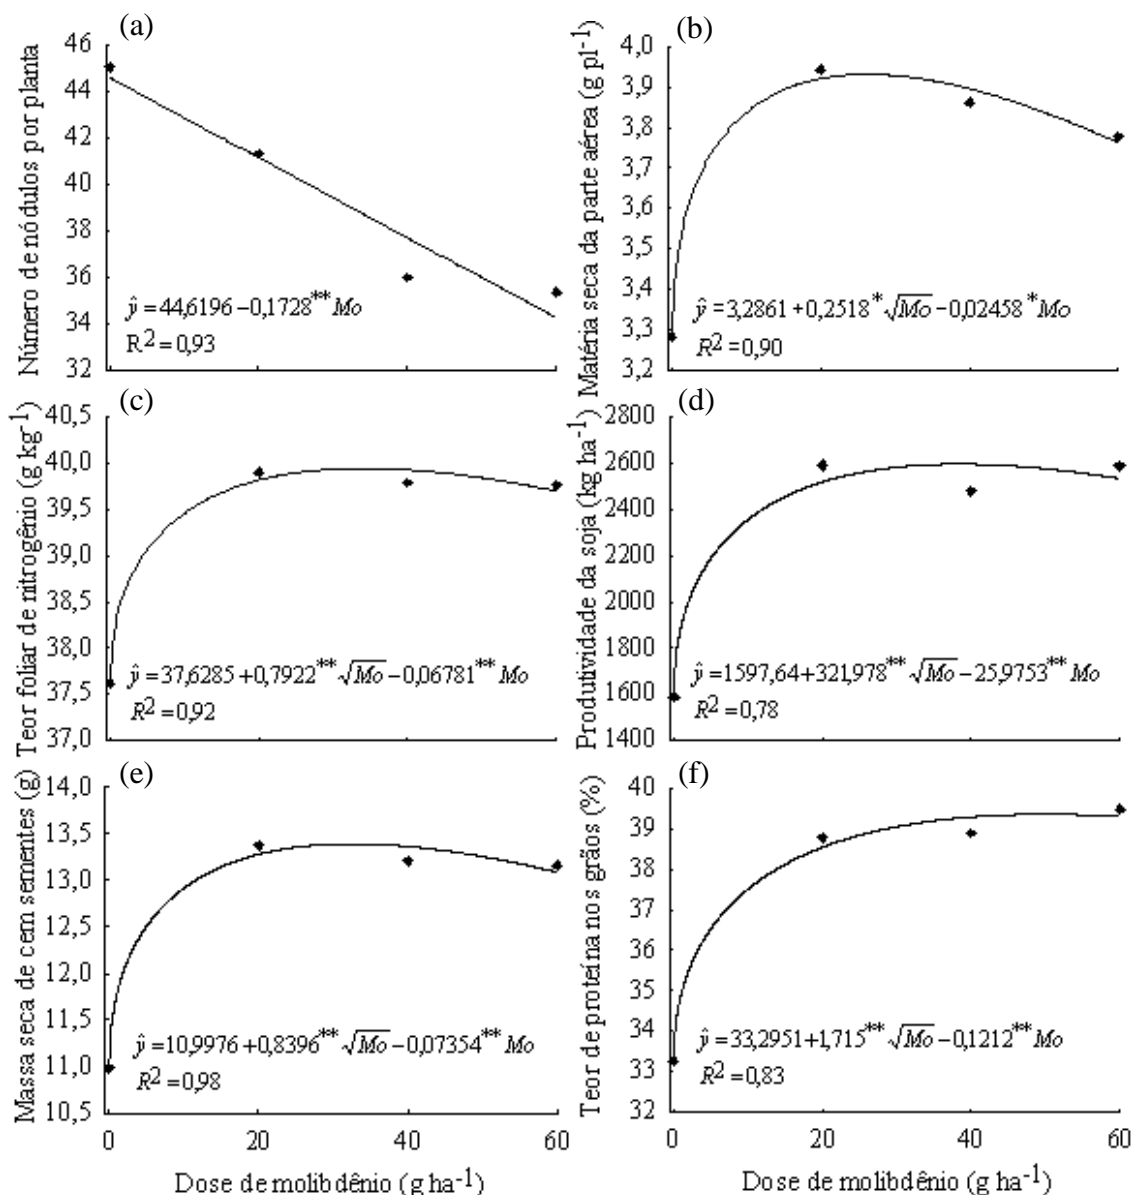 (a)
Número de nódulos por planta
46
44
42
40
38
36
34
32
ŷ = 44,6196 – 0,1728** Mo
R² = 0,93
(b)
Matéria seca da parte aérea (g pl⁻¹)
4,0
3,9
3,8
3,7
3,6
3,5
3,4
3,3
3,2
ŷ = 3,2861 + 0,2518* √Mo – 0,02458* Mo
R² = 0,90
(c)
Teor foliar de nitrogênio (g kg⁻¹)
40,5
40,0
39,5
39,0
38,5
38,0
37,5
37,0
ŷ = 37,6285 + 0,7922** √Mo – 0,06781** Mo
R² = 0,92
(d)
Produtividade da soja (kg ha⁻¹)
2800
2600
2400
2200
2000
1800
1600
1400
ŷ = 1597,64 + 321,978** √Mo – 25,9753** Mo
R² = 0,78
(e)
Massa seca de cem sementes (g)
14,0
13,5
13,0
12,5
12,0
11,5
11,0
10,5
ŷ = 10,9976 + 0,8396** √Mo – 0,07354** Mo
R² = 0,98
0 20 40 60
Dose de molibdênio (g ha⁻¹)
(f)
Teor de proteína nos grãos (%)
40
39
38
37
36
35
34
33
32
ŷ = 33,2951 + 1,715** √Mo – 0,1212** Mo
R² = 0,83
0 20 40 60
Dose de molibdênio (g ha⁻¹)